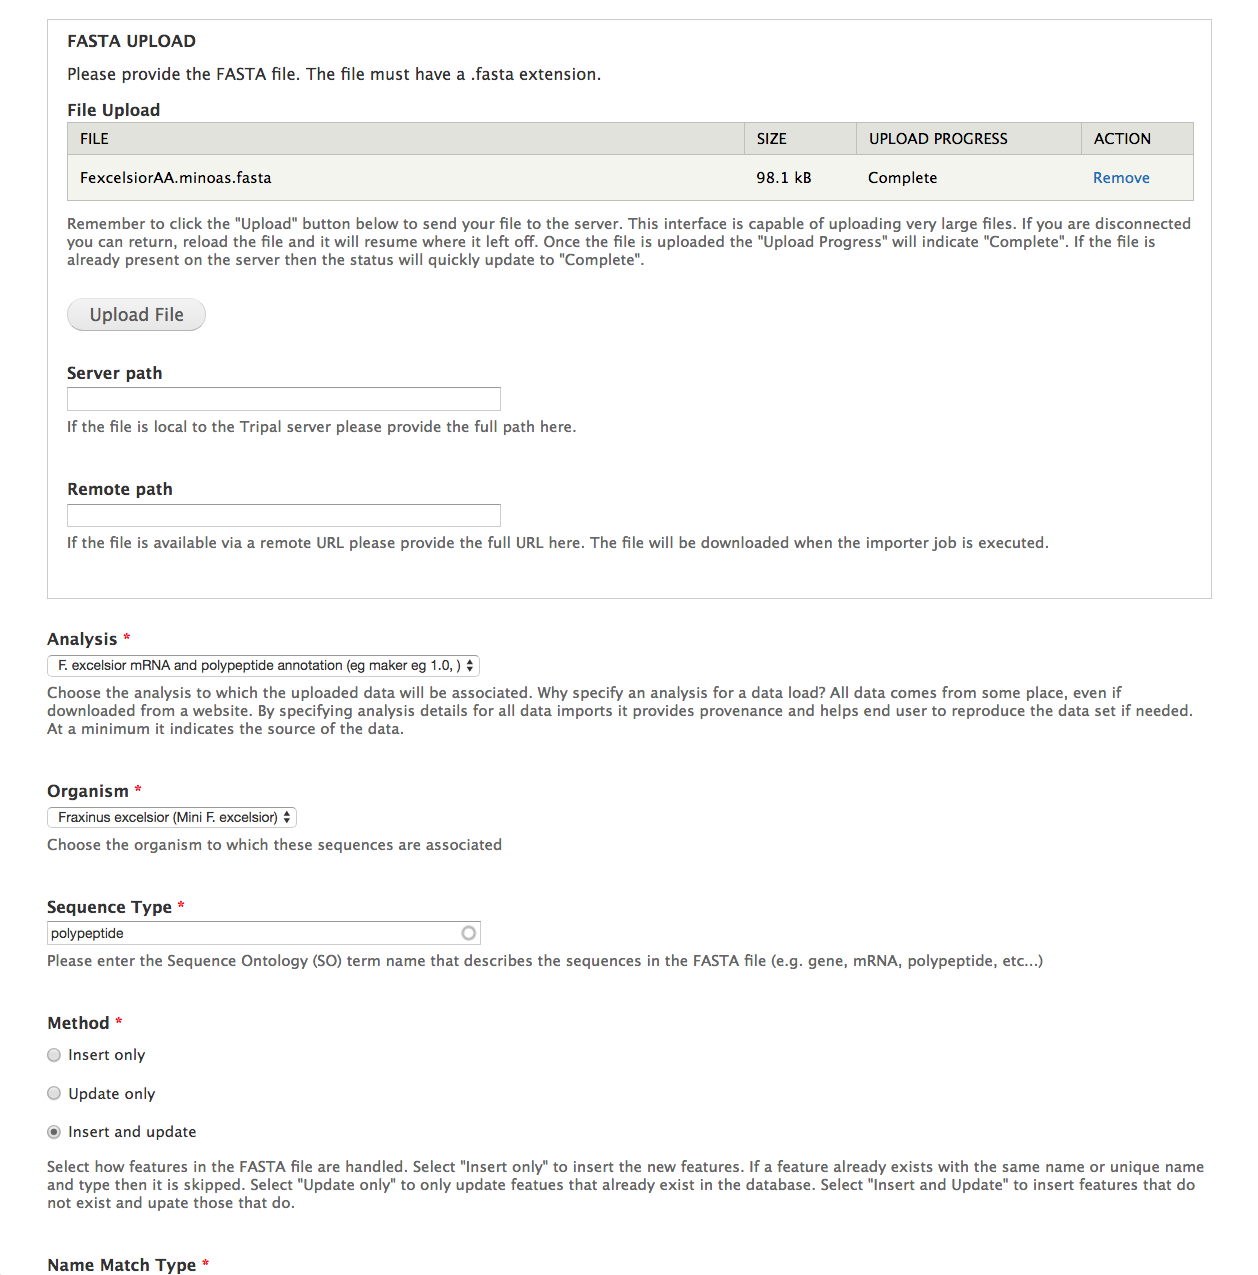 FASTA UPLOAD
Please provide the FASTA file. The file must have a .fasta extension.
File Upload
FILE SIZE UPLOAD PROGRESS ACTION
FexcelsiorAA.minoas.fasta 98.1 kB Complete Remove
Remember to click the "Upload" button below to send your file to the server. This interface is capable of uploading very large files. If you are disconnected
you can return, reload the file and it will resume where it left off. Once the file is uploaded the "Upload Progress" will indicate "Complete". If the file is
already present on the server then the status will quickly update to "Complete".
Upload File
Server path
If the file is local to the Tripal server please provide the full path here.
Remote path
If the file is available via a remote URL please provide the full URL here. The file will be downloaded when the importer job is executed.
Analysis *
F. excelsior mRNA and polypeptide annotation (eg maker eg 1.0, )
Choose the analysis to which the uploaded data will be associated. Why specify an analysis for a data load? All data comes from some place, even if
downloaded from a website. By specifying analysis details for all data imports it provides provenance and helps end user to reproduce the data set if needed.
At a minimum it indicates the source of the data.
Organism *
Fraxinus excelsior (Mini F. excelsior)
Choose the organism to which these sequences are associated
Sequence Type *
polypeptide
Please enter the Sequence Ontology (SO) term name that describes the sequences in the FASTA file (e.g. gene, mRNA, polypeptide, etc...)
Method *
Insert only
Update only
Insert and update
Select how features in the FASTA file are handled. Select "Insert only" to insert the new features. If a feature already exists with the same name or unique name
and type then it is skipped. Select "Update only" to only update featues that already exist in the database. Select "Insert and Update" to insert features that do
not exist and upate those that do.
Name Match Type *